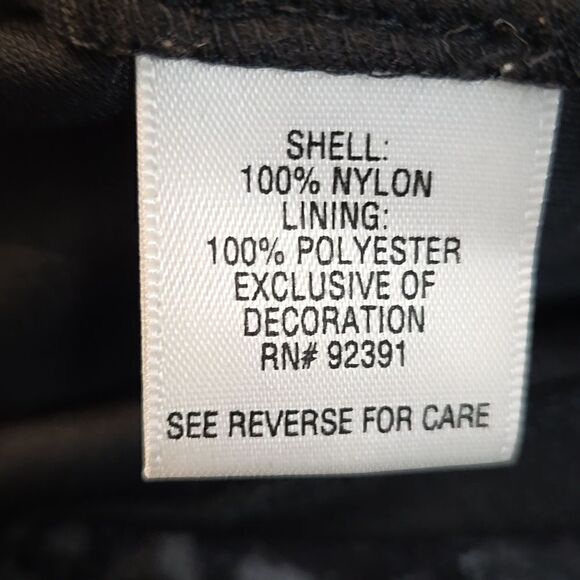 SHELL:
100% NYLON
LINING:
100% POLYESTER
EXCLUSIVE OF
DECORATION
RN# 92391
SEE REVERSE FOR CARE